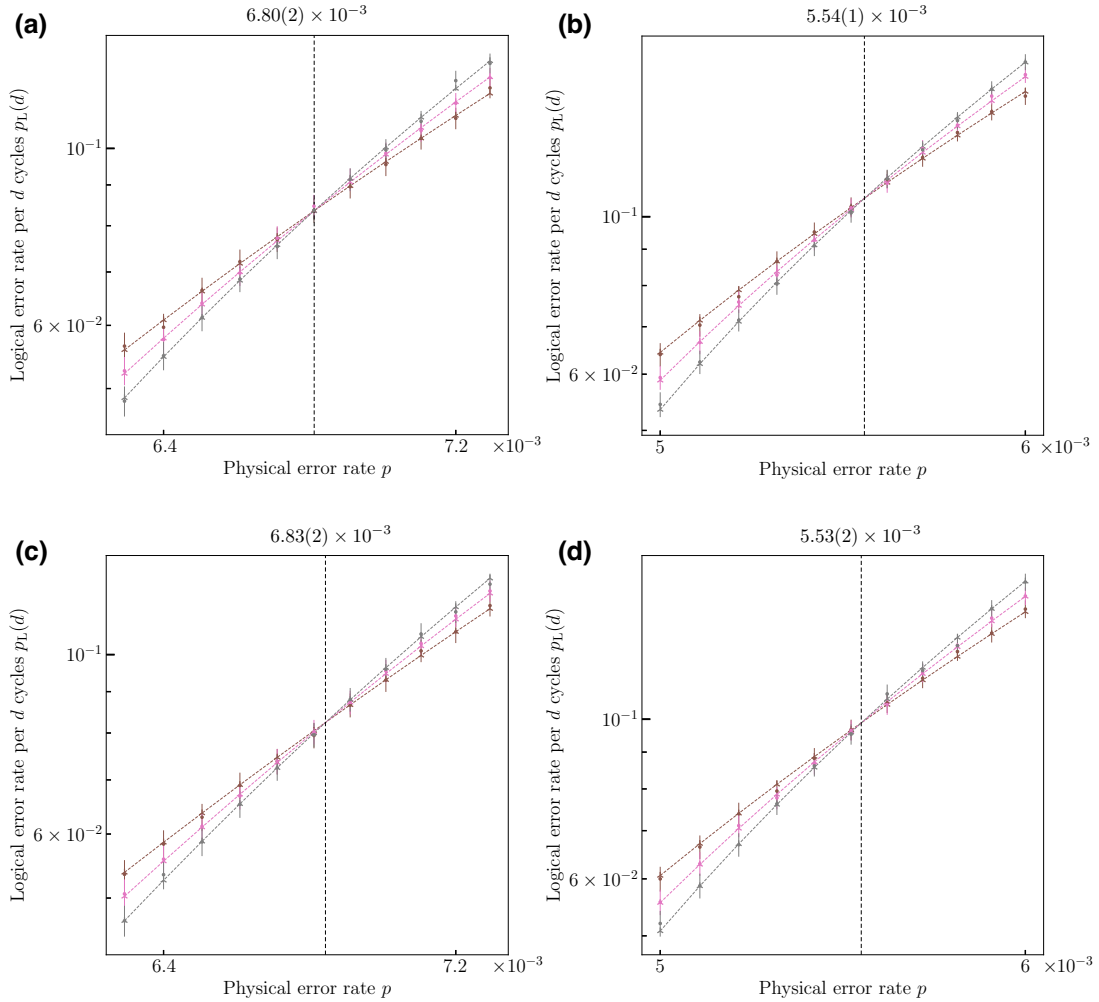 (a)
6.80(2) × 10⁻³
Logical error rate per d cycles p_L(d)
10⁻¹
6 × 10⁻²
6.4
7.2
×10⁻³
Physical error rate p
(b)
5.54(1) × 10⁻³
Logical error rate per d cycles p_L(d)
10⁻¹
6 × 10⁻²
5
6
×10⁻³
Physical error rate p
(c)
6.83(2) × 10⁻³
Logical error rate per d cycles p_L(d)
10⁻¹
6 × 10⁻²
6.4
7.2
×10⁻³
Physical error rate p
(d)
5.53(2) × 10⁻³
Logical error rate per d cycles p_L(d)
10⁻¹
6 × 10⁻²
5
6
×10⁻³
Physical error rate p